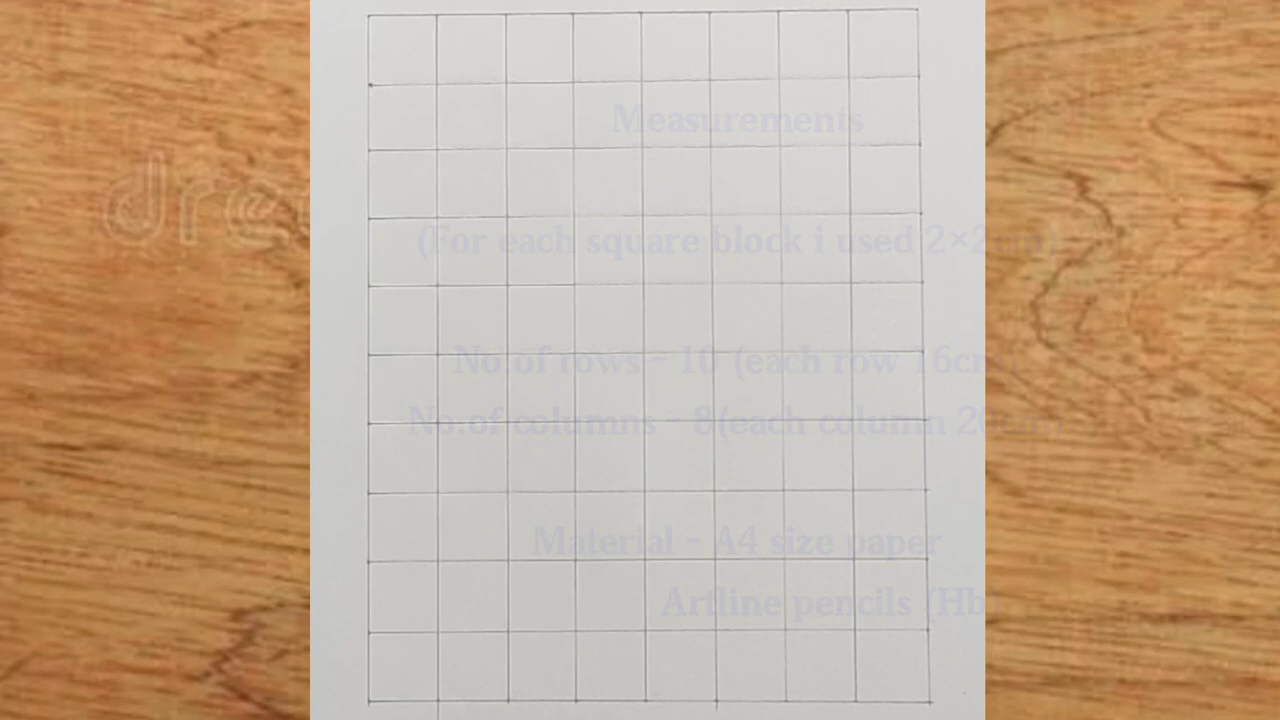 Measurements
(For each square block i used 2×2cm)
No.of rows - 10 (each row 16cm)
No.of columns - 8(each column 20cm)
Material - A4 size paper
Artline pencils (Hb)